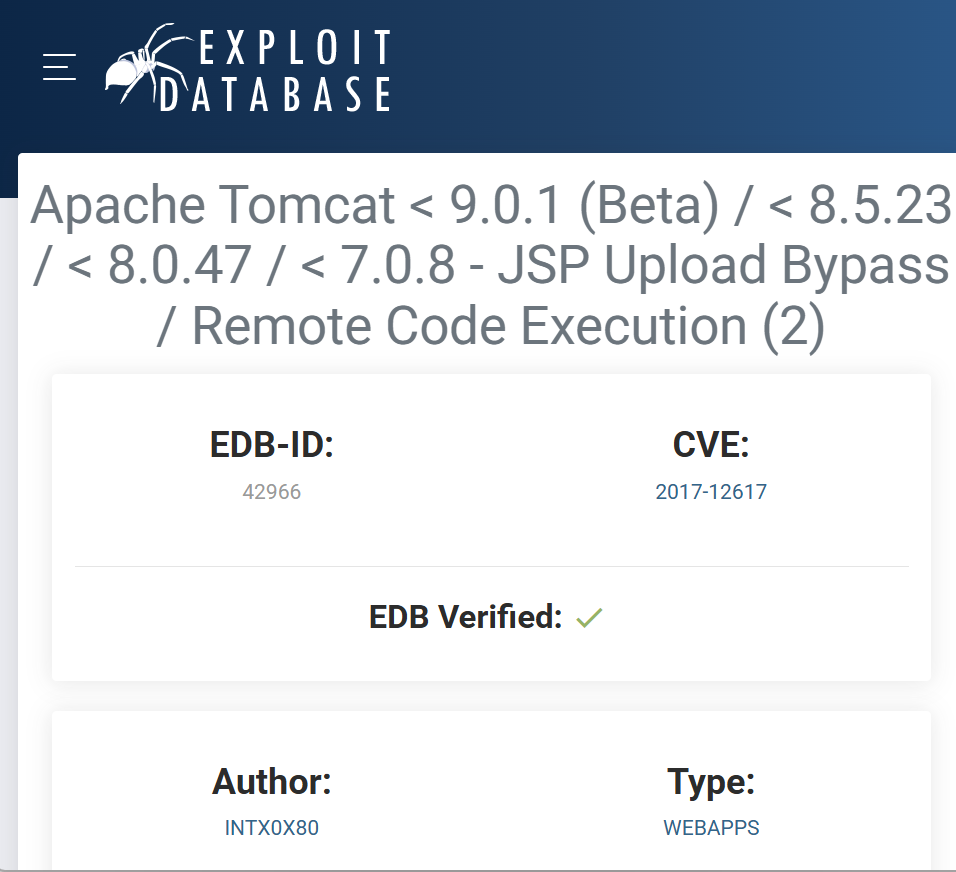 EXPLOIT
DATABASE
Apache Tomcat < 9.0.1 (Beta) / < 8.5.23
/ < 8.0.47 / < 7.0.8 - JSP Upload Bypass
/ Remote Code Execution (2)
EDB-ID:
42966
CVE:
2017-12617
EDB Verified:
Author:
INTX0X80
Type:
WEBAPPS